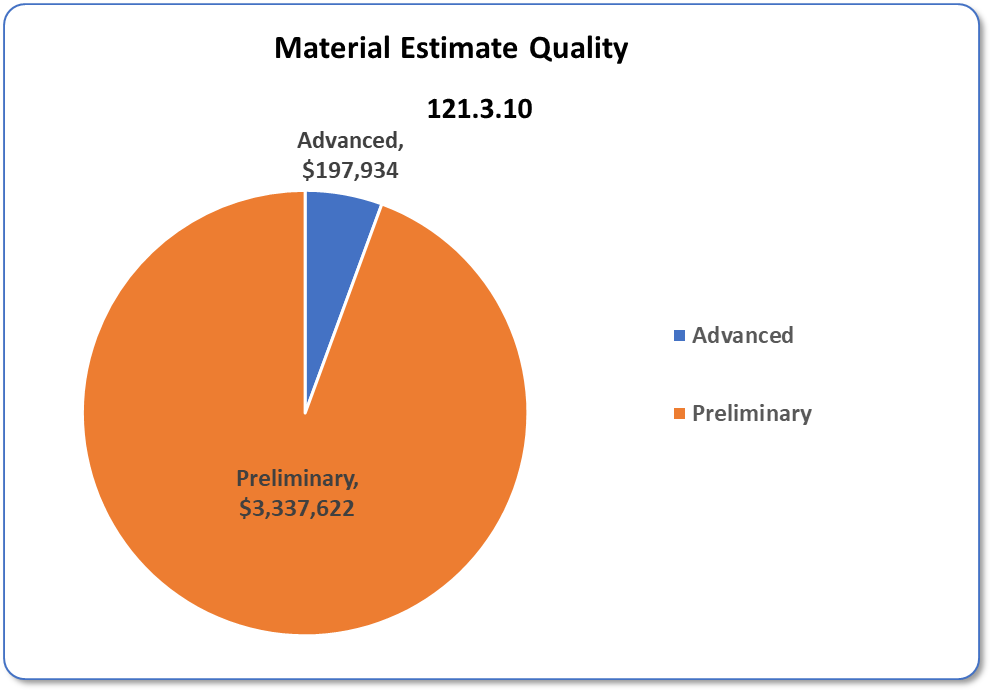 Material Estimate Quality
121.3.10
Advanced,
$197,934
Preliminary,
$3,337,622
Advanced
Preliminary